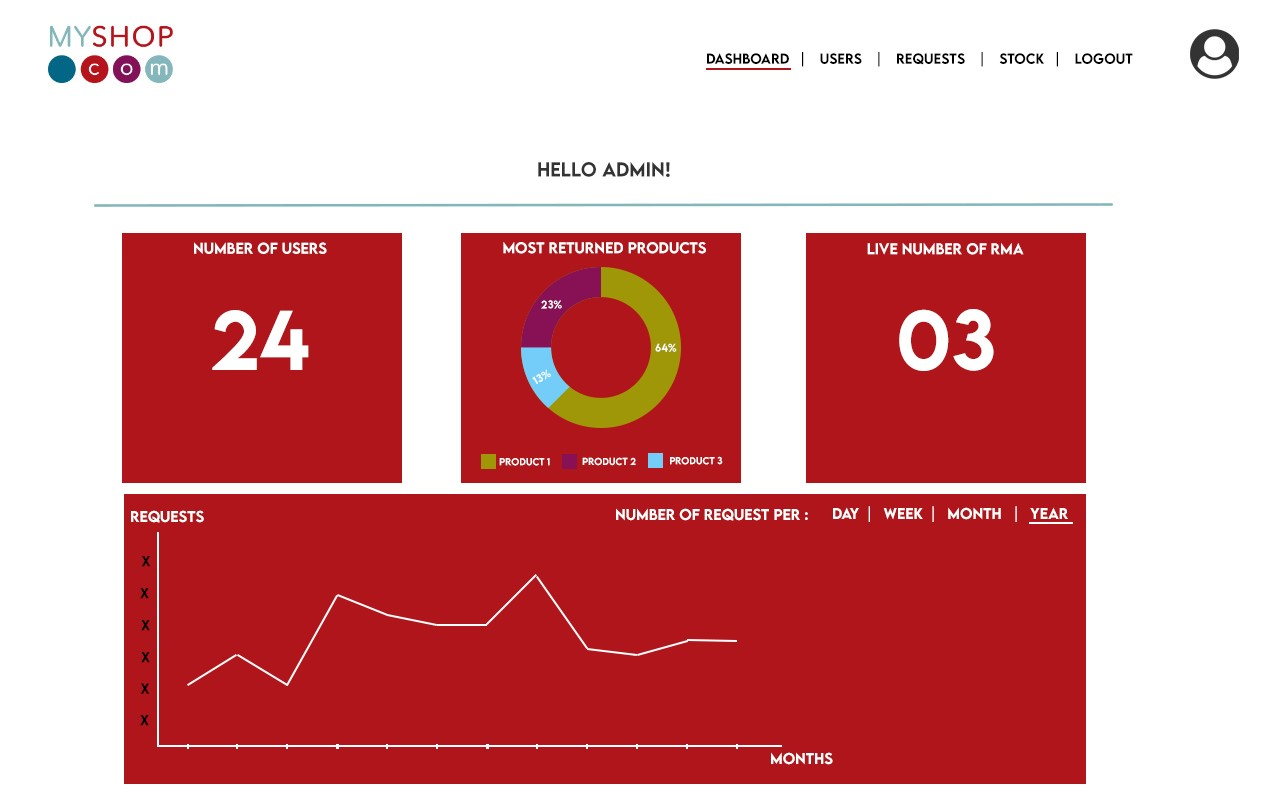 MYSHOP
com
DASHBOARD | USERS | REQUESTS | STOCK | LOGOUT
HELLO ADMIN!
NUMBER OF USERS
24
MOST RETURNED PRODUCTS
23%
64%
13%
PRODUCT 1 PRODUCT 2 PRODUCT 3
LIVE NUMBER OF RMA
03
REQUESTS
NUMBER OF REQUEST PER : DAY | WEEK | MONTH | YEAR
X
X
X
X
X
X
MONTHS